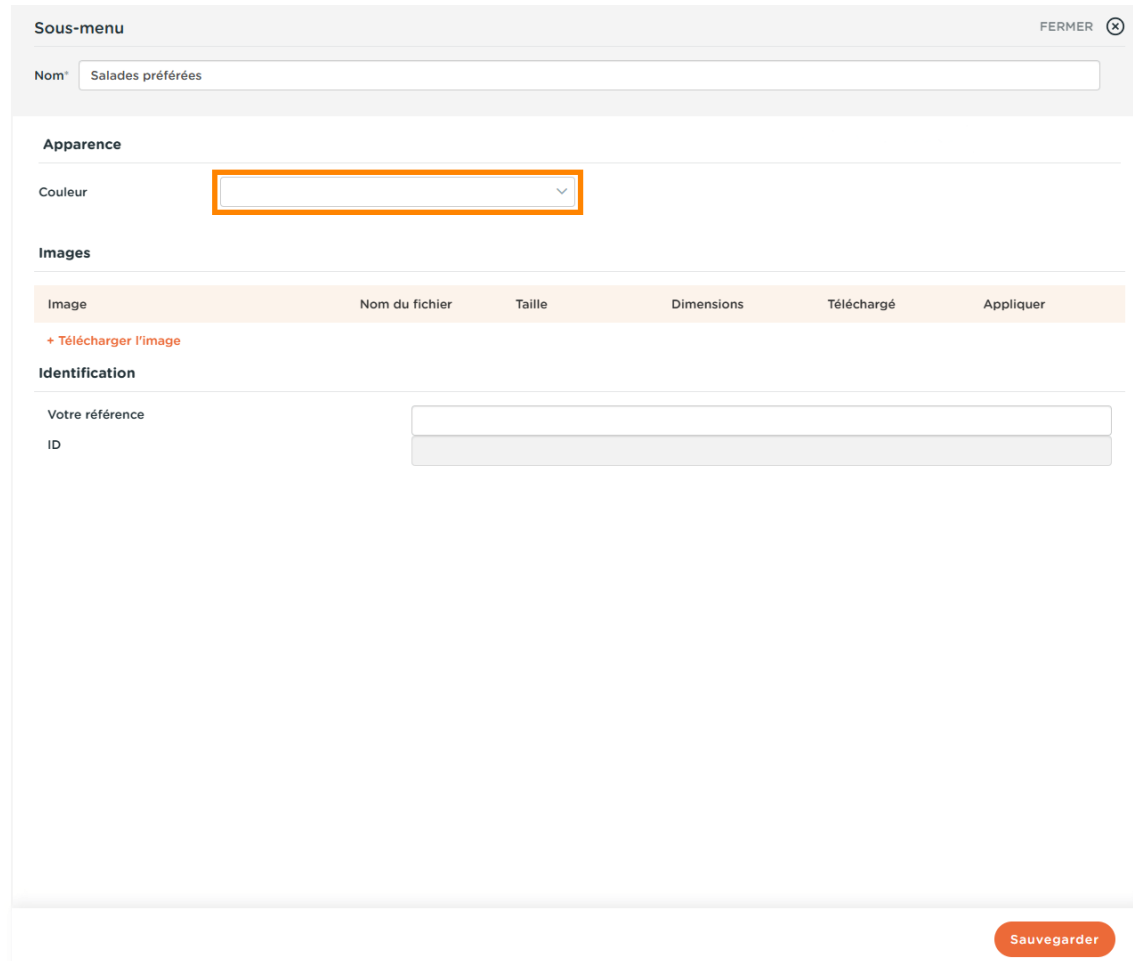 Sous-menu FERMER
Nom* Salades préférées
Apparence
Couleur
Images
Image Nom du fichier Taille Dimensions Téléchargé Appliquer
+ Télécharger l'image
Identification
Votre référence
ID
Sauvegarder